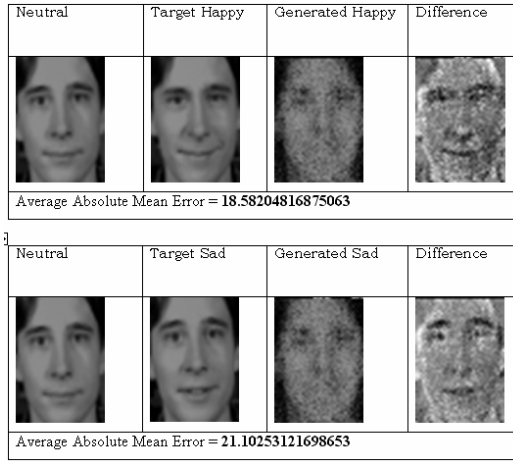 Neutral Target Happy Generated Happy Difference
Average Absolute Mean Error = 18.58204816875063
Neutral Target Sad Generated Sad Difference
Average Absolute Mean Error = 21.10253121698653